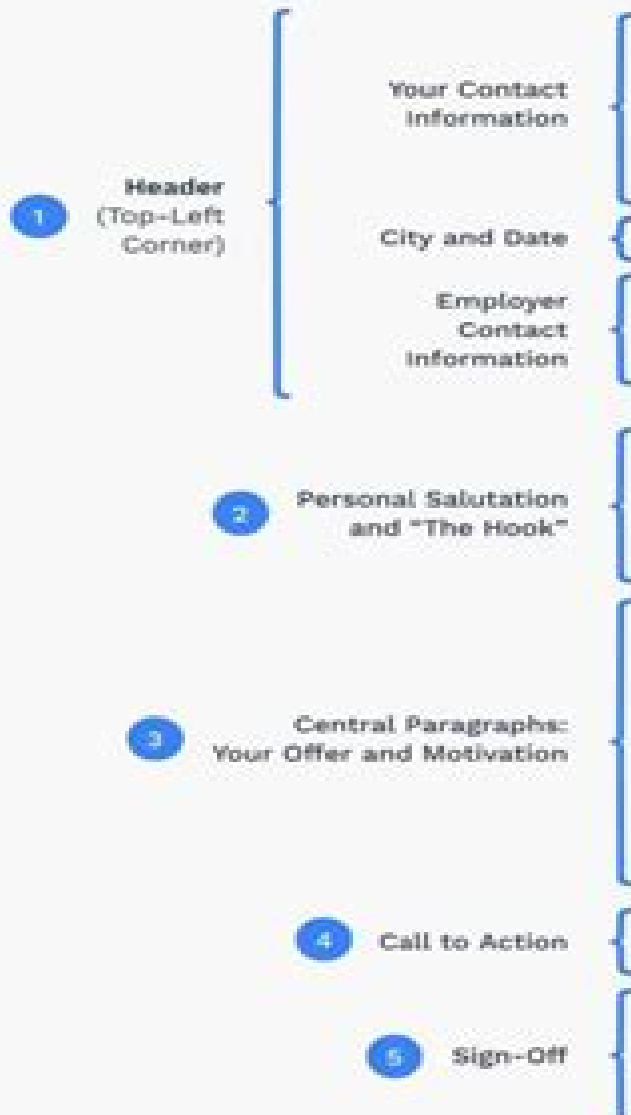 Your Contact
Information
1
Header
(Top-Left
Corner)
City and Date
Employer
Contact
Information
2
Personal Salutation
and "The Hook"
3
Central Paragraphs:
Your Offer and Motivation
4
Call to Action
5
Sign-Off